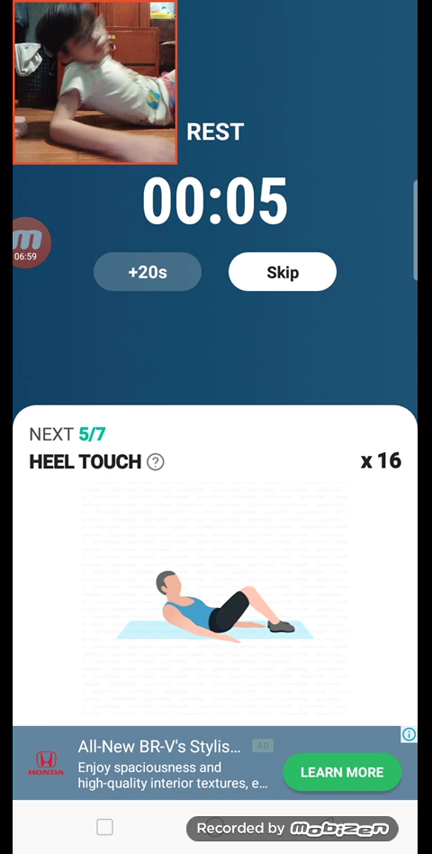 REST
00:05
m
06:59
+20s
Skip
NEXT 5/7
HEEL TOUCH ?
x 16
All-New BR-V's Stylis... AD
HONDA
Enjoy spaciousness and
high-quality interior textures, e...
LEARN MORE
Recorded by Mobizen